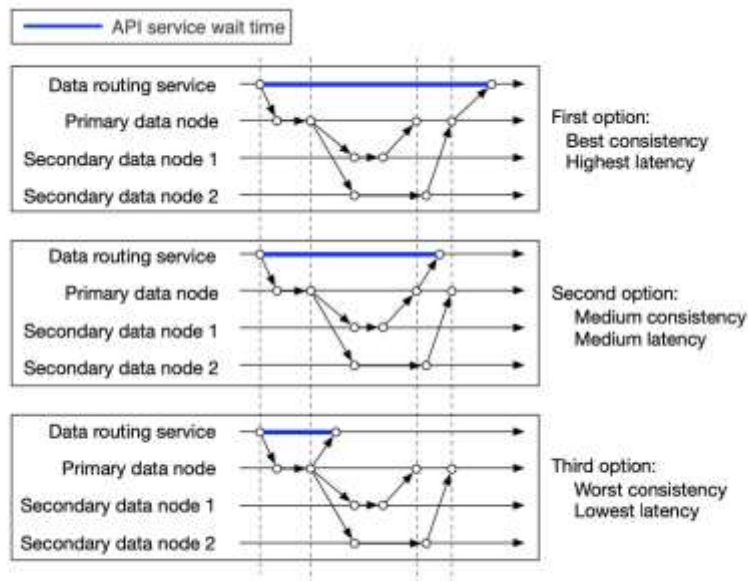 API service wait time
Data routing service
Primary data node
Secondary data node 1
Secondary data node 2
First option:
Best consistency
Highest latency
Data routing service
Primary data node
Secondary data node 1
Secondary data node 2
Second option:
Medium consistency
Medium latency
Data routing service
Primary data node
Secondary data node 1
Secondary data node 2
Third option:
Worst consistency
Lowest latency